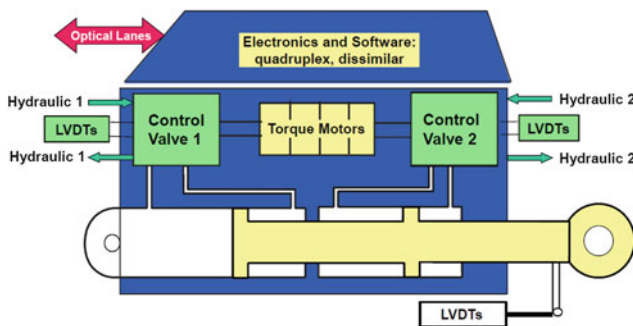 Optical Lanes
Electronics and Software:
quadruplex, dissimilar
Hydraulic 1
Hydraulic 2
LVDTs
Control
Valve 1
Torque Motors
Control
Valve 2
LVDTs
Hydraulic 1
Hydraulic 2
LVDTs